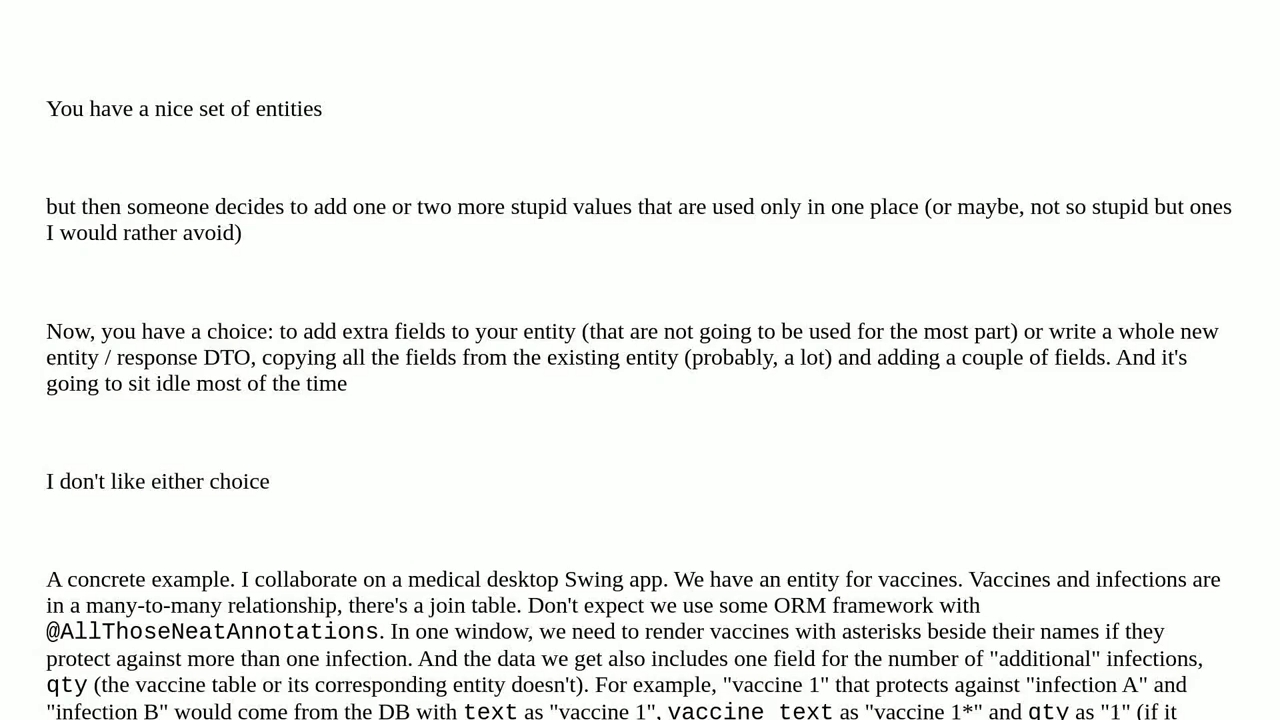 You have a nice set of entities
but then someone decides to add one or two more stupid values that are used only in one place (or maybe, not so stupid but ones
I would rather avoid)
Now, you have a choice: to add extra fields to your entity (that are not going to be used for the most part) or write a whole new
entity / response DTO, copying all the fields from the existing entity (probably, a lot) and adding a couple of fields. And it's
going to sit idle most of the time
I don't like either choice
A concrete example. I collaborate on a medical desktop Swing app. We have an entity for vaccines. Vaccines and infections are
in a many-to-many relationship, there's a join table. Don't expect we use some ORM framework with
@AllThoseNeatAnnotations. In one window, we need to render vaccines with asterisks beside their names if they
protect against more than one infection. And the data we get also includes one field for the number of "additional" infections,
qty (the vaccine table or its corresponding entity doesn't). For example, "vaccine 1" that protects against "infection A" and
"infection B" would come from the DB with text as "vaccine 1", vaccine_text as "vaccine 1*" and qty as "1" (if it